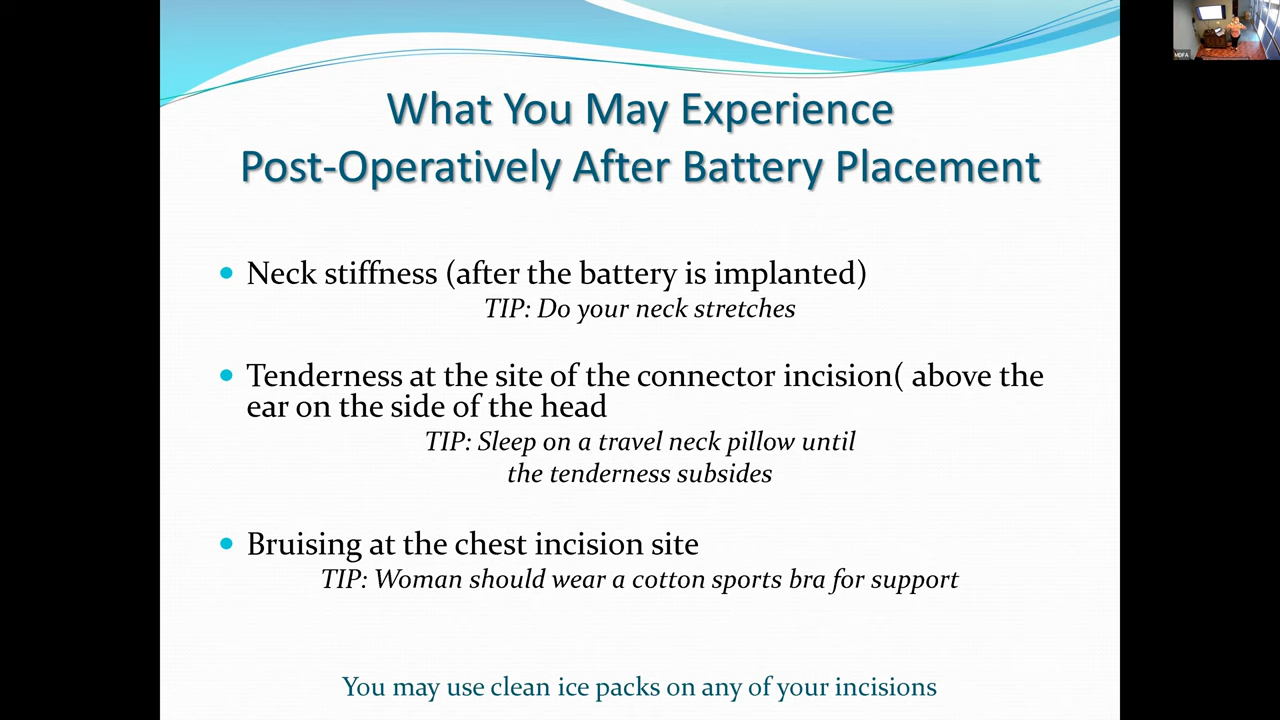 What You May Experience
Post-Operatively After Battery Placement
Neck stiffness (after the battery is implanted)
TIP: Do your neck stretches
Tenderness at the site of the connector incision( above the
ear on the side of the head
TIP: Sleep on a travel neck pillow until
the tenderness subsides
Bruising at the chest incision site
TIP: Woman should wear a cotton sports bra for support
You may use clean ice packs on any of your incisions
MDFA